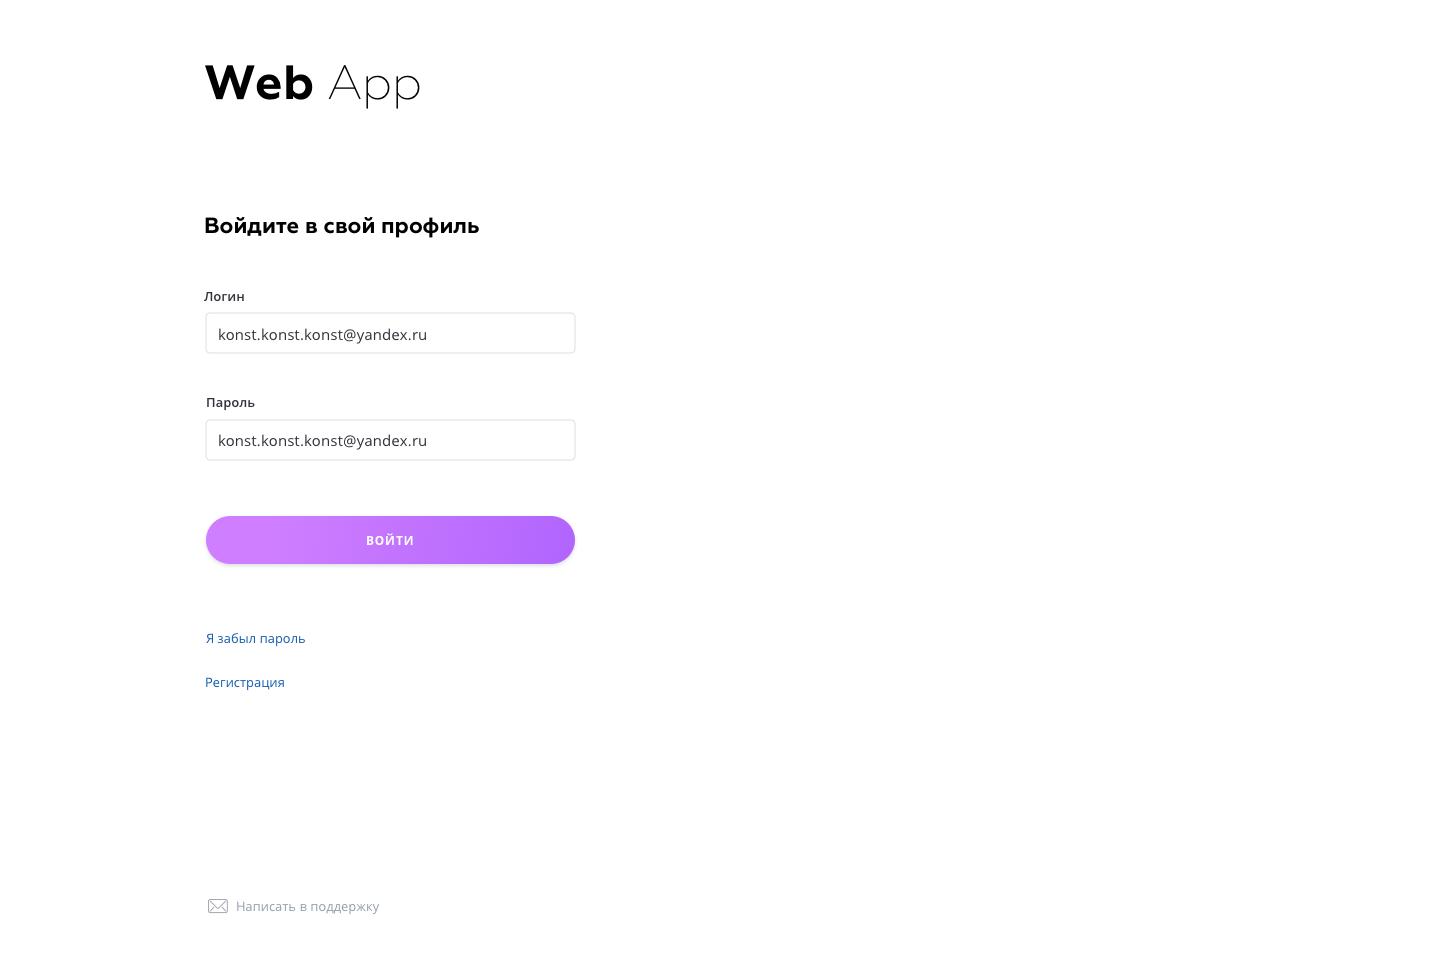 Web App
Войдите в свой профиль
Логин
konst.konst.konst@yandex.ru
Пароль
konst.konst.konst@yandex.ru
ВОЙТИ
Я забыл пароль
Регистрация
Написать в поддержку